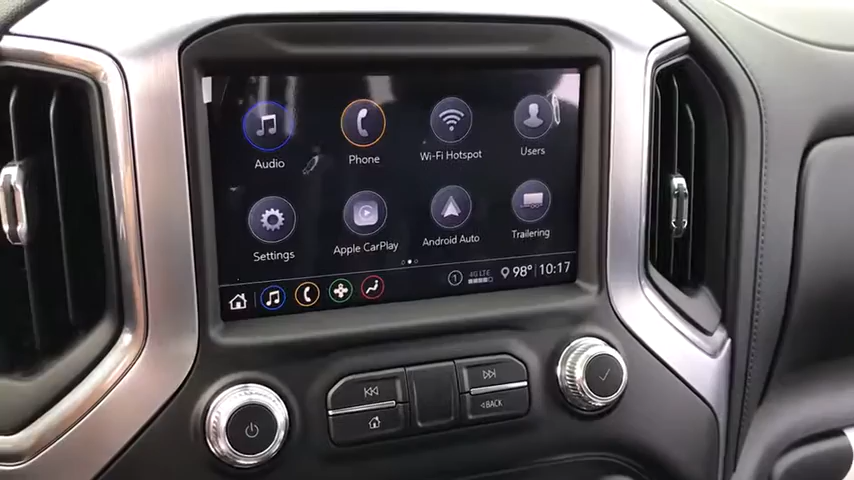 Audio
Phone
Wi-Fi Hotspot
Users
Settings
Apple CarPlay
Android Auto
Trailering
1
4G LTE
98°
10:17
BACK